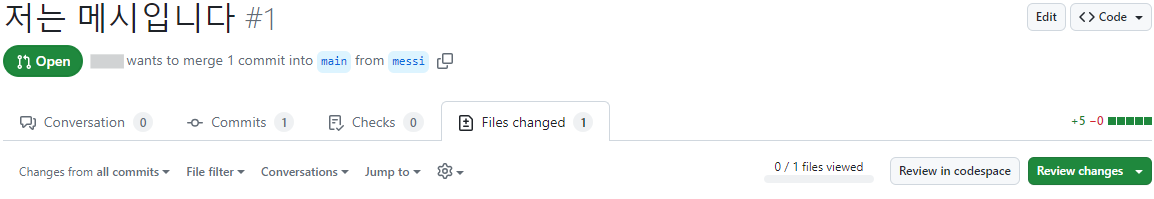 저는 메시입니다 #1
Edit
Code
Open
wants to merge 1 commit into main from messi
Conversation 0
Commits 1
Checks 0
Files changed 1
+5 −0
Changes from all commits
File filter
Conversations
Jump to
0 / 1 files viewed
Review in codespace
Review changes